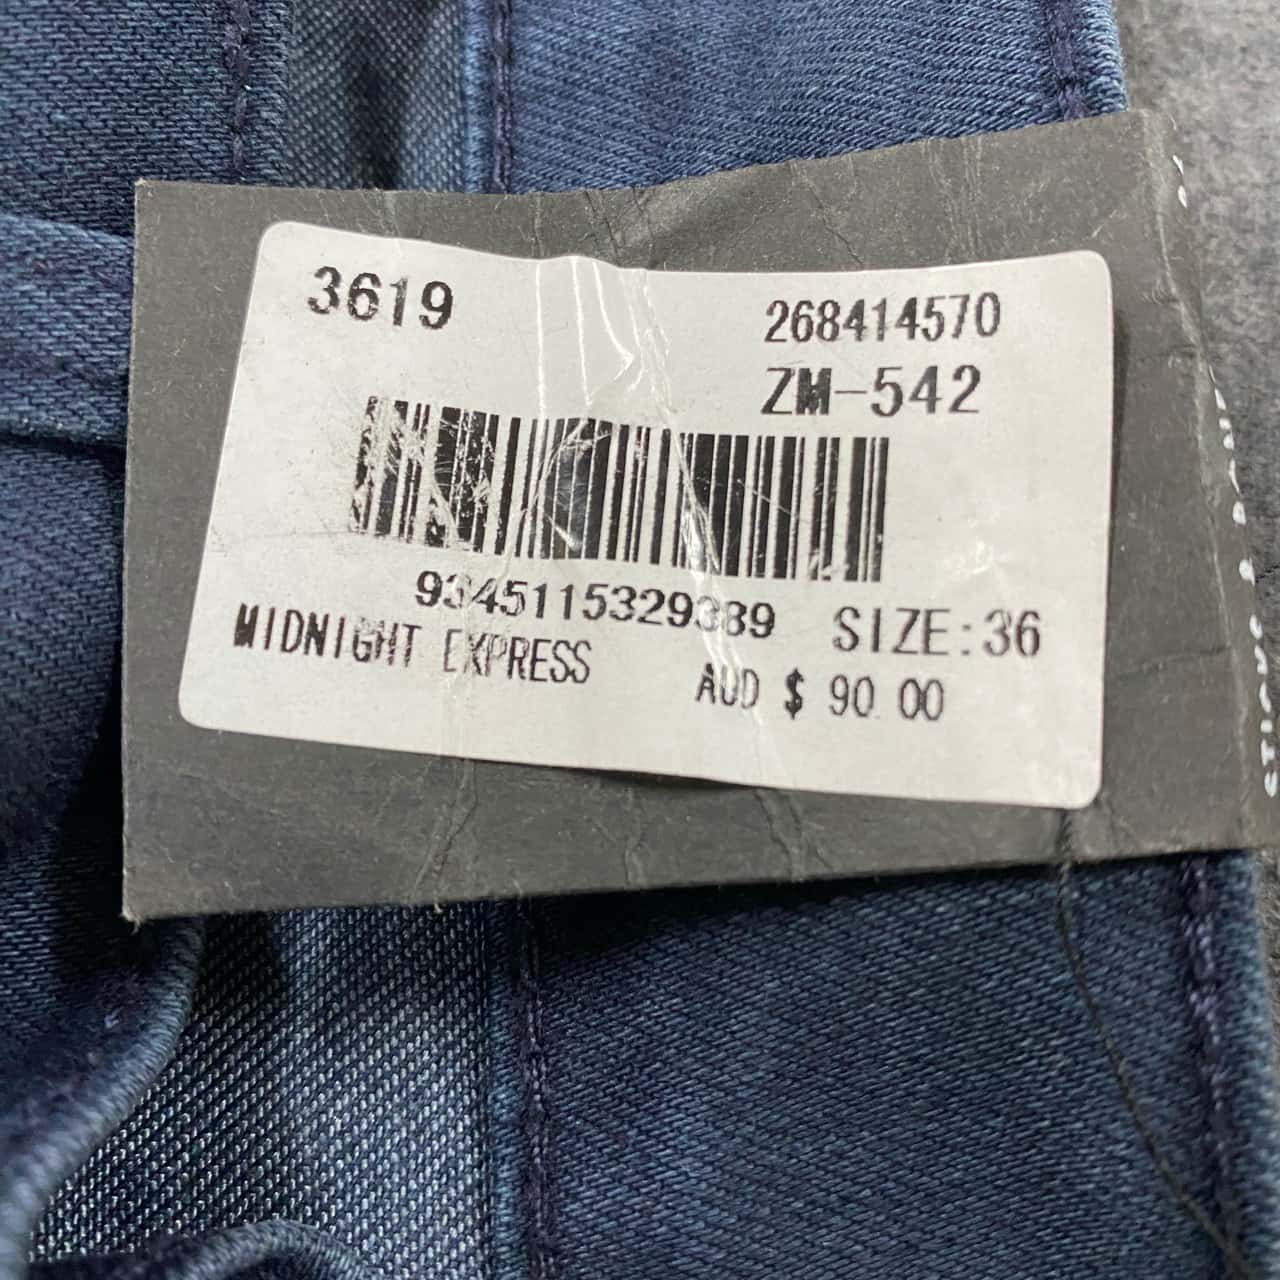 3619
268414570
ZM-542
9345115329389
SIZE:36
MIDNIGHT EXPRESS
AUD $ 90.00